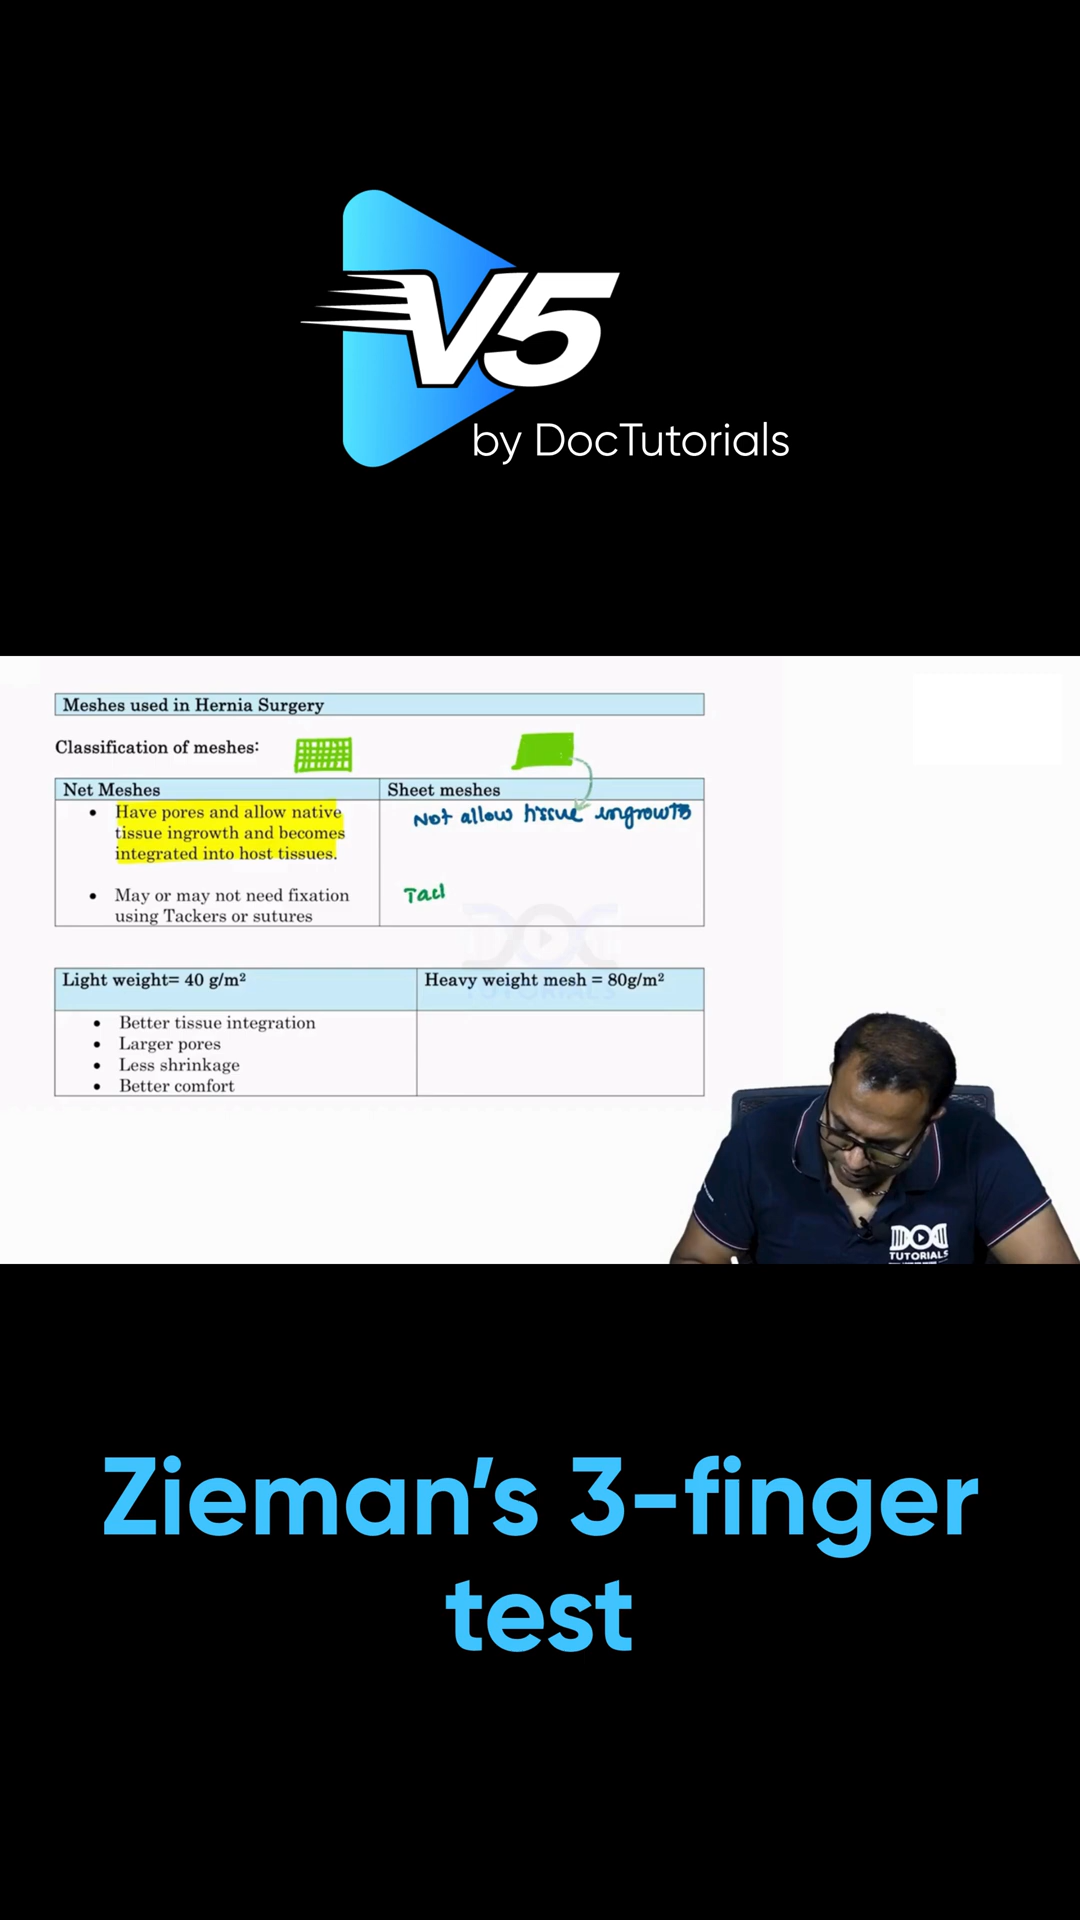 V5
by DocTutorials
Meshes used in Hernia Surgery
Classification of meshes:
Net Meshes
Sheet meshes
• Have pores and allow native
tissue ingrowth and becomes
integrated into host tissues.
Not allow tissue ingrowth
• May or may not need fixation
using Tackers or sutures
Tacl
DOC
TUTORIALS
Light weight= 40 g/m²
Heavy weight mesh = 80g/m²
• Better tissue integration
• Larger pores
• Less shrinkage
• Better comfort
DOC
TUTORIALS
Zieman's 3-finger
test